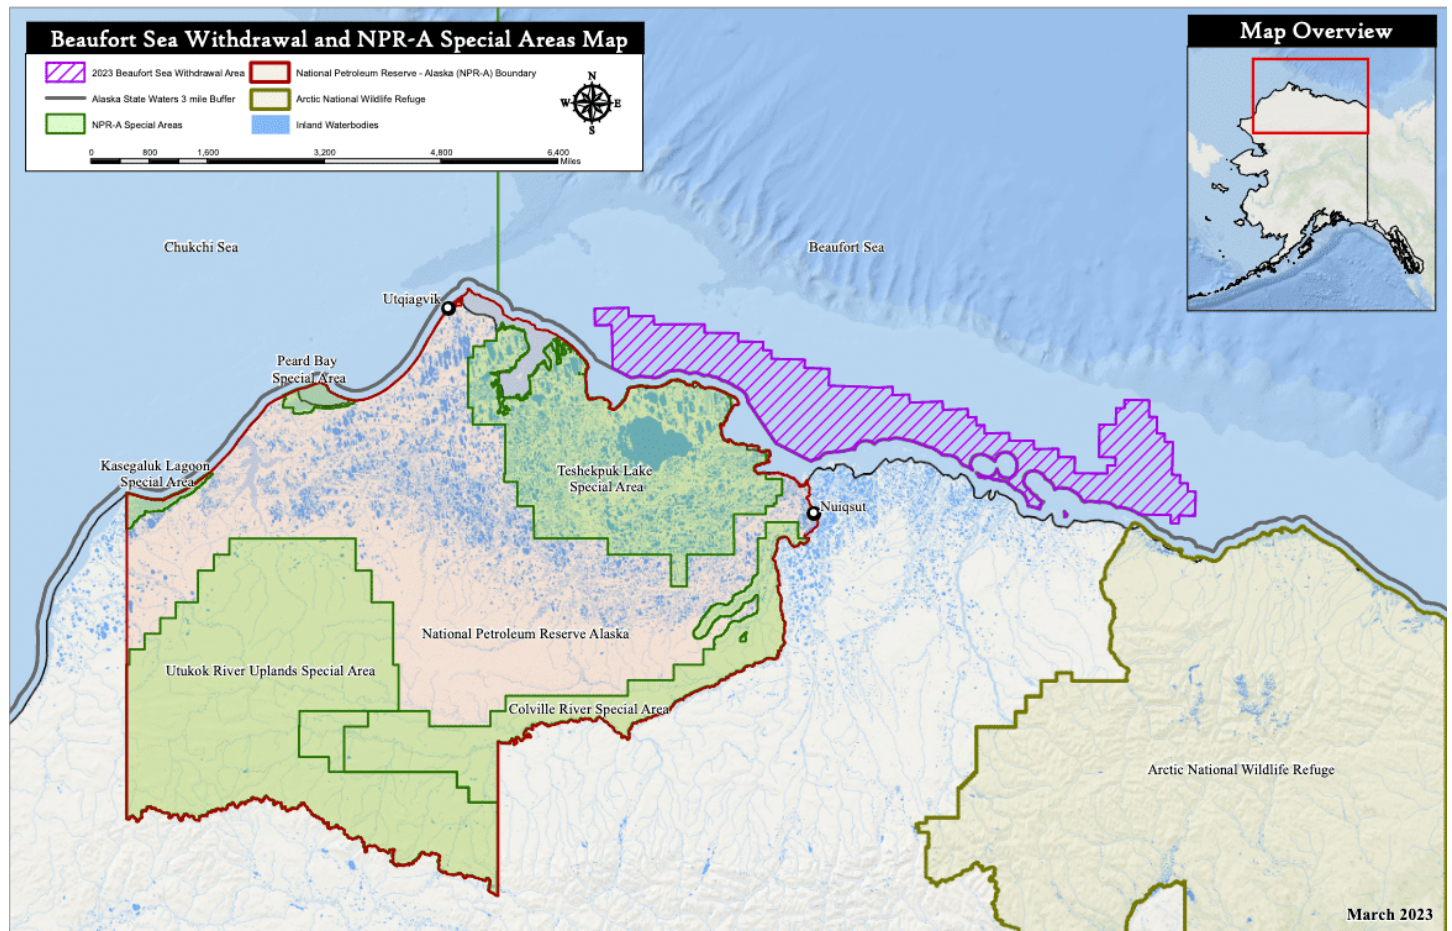 Beaufort Sea Withdrawal and NPR-A Special Areas Map
2023 Beaufort Sea Withdrawal Area
National Petroleum Reserve - Alaska (NPR-A) Boundary
Alaska State Waters 3 mile Buffer
Arctic National Wildlife Refuge
NPR-A Special Areas
Inland Waterbodies
N
W
E
S
0 800 1,600 3,200 4,800 6,400
Miles
Map Overview
Chukchi Sea
Beaufort Sea
Utqiagvik
Peard Bay
Special Area
Kasegaluk Lagoon
Special Area
Teshekpuk Lake
Special Area
Nuiqsut
National Petroleum Reserve Alaska
Utukok River Uplands Special Area
Colville River Special Area
Arctic National Wildlife Refuge
March 2023